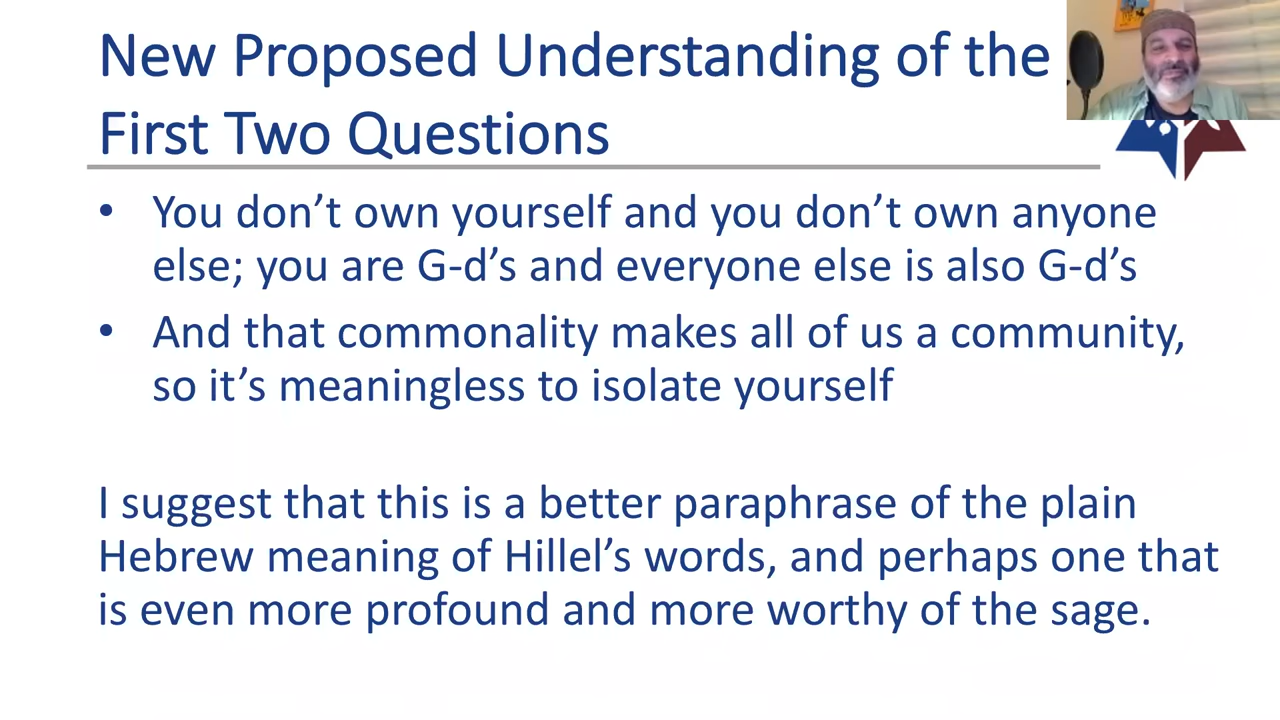 New Proposed Understanding of the
First Two Questions
• You don’t own yourself and you don’t own anyone
else; you are G-d’s and everyone else is also G-d’s
• And that commonality makes all of us a community,
so it’s meaningless to isolate yourself
I suggest that this is a better paraphrase of the plain
Hebrew meaning of Hillel’s words, and perhaps one that
is even more profound and more worthy of the sage.